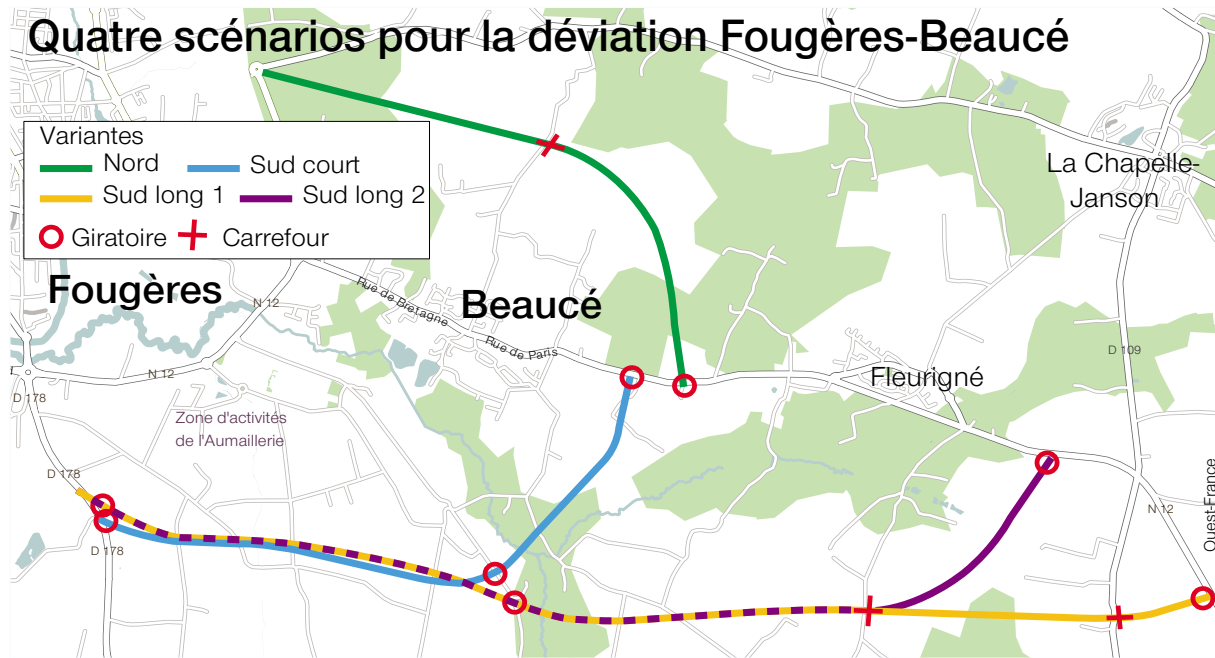 Quatre scénarios pour la déviation Fougères-Beaucé
Variantes
Nord
Sud court
Sud long 1
Sud long 2
Giratoire
Carrefour
La Chapelle-
Janson
Fougères
N 12
Rue de Bretagne
Beaucé
Rue de Paris
N 12
D 178
D 109
Fleurigné
Zone d'activités
de l'Aumaillerie
D 178
D 178
N 12
Ouest-France